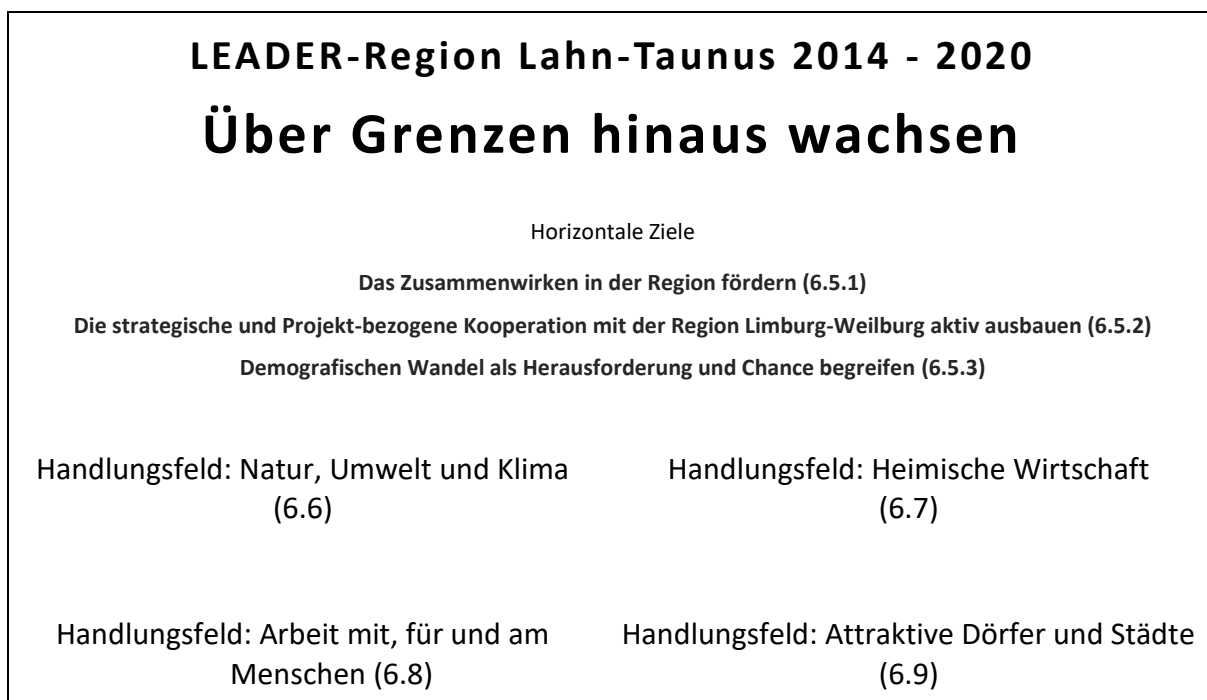 LEADER-Region Lahn-Taunus 2014 - 2020
Über Grenzen hinaus wachsen
Horizontale Ziele
Das Zusammenwirken in der Region fördern (6.5.1)
Die strategische und Projekt-bezogene Kooperation mit der Region Limburg-Weilburg aktiv ausbauen (6.5.2)
Demografischen Wandel als Herausforderung und Chance begreifen (6.5.3)
Handlungsfeld: Natur, Umwelt und Klima
(6.6)
Handlungsfeld: Heimische Wirtschaft
(6.7)
Handlungsfeld: Arbeit mit, für und am
Menschen (6.8)
Handlungsfeld: Attraktive Dörfer und Städte
(6.9)